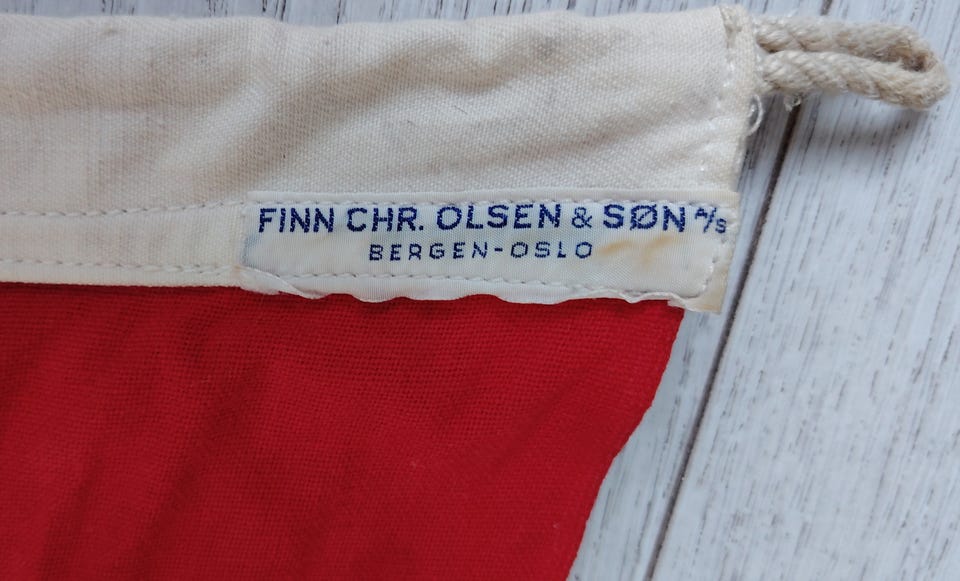 FINN CHR. OLSEN & SØN A/S
BERGEN-OSLO